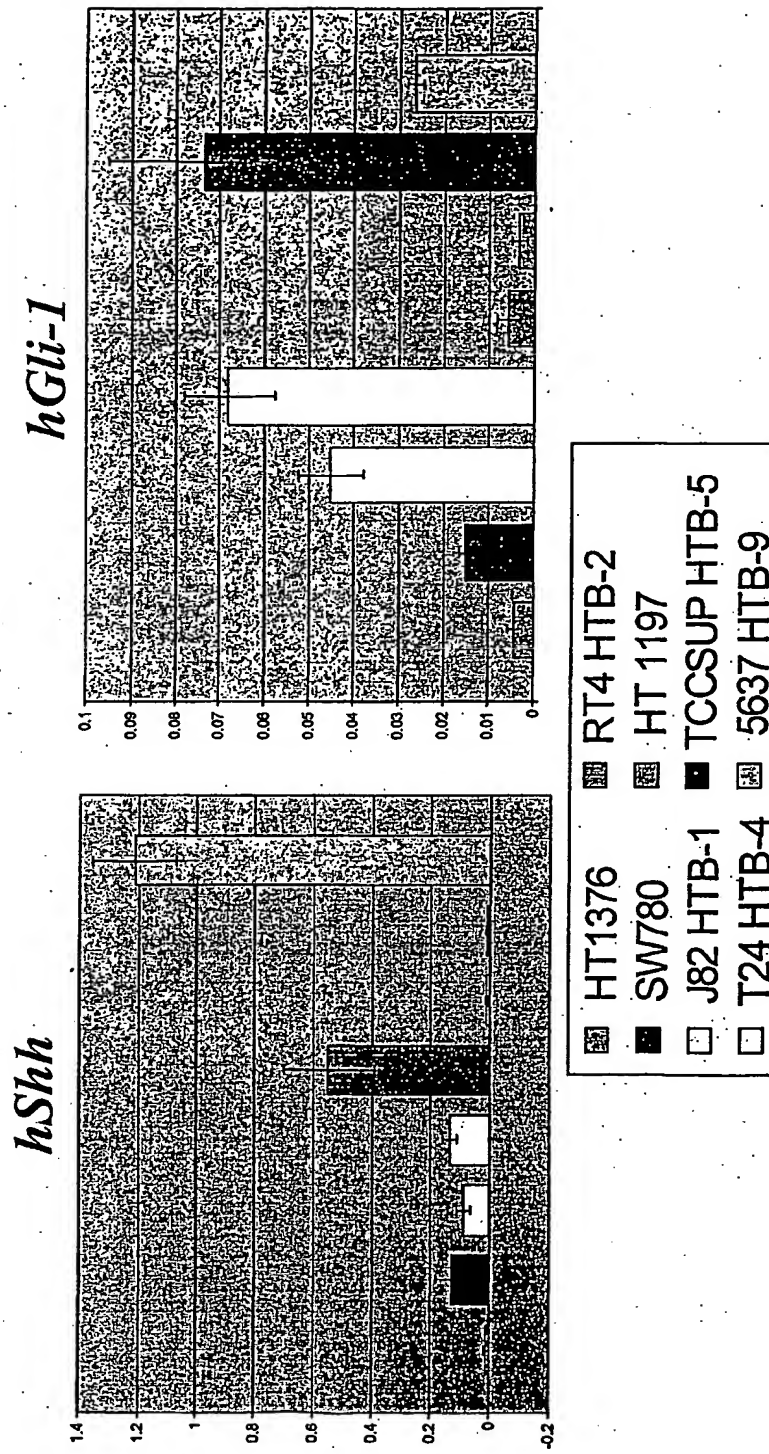 hShh
1.4
1.2
1
0.8
0.6
0.4
0.2
0
-0.2
hGli-1
0.1
0.09
0.08
0.07
0.06
0.05
0.04
0.03
0.02
0.01
0
HT1376
RT4 HTB-2
SW780
HT 1197
J82 HTB-1
TCCSUP HTB-5
T24 HTB-4
5637 HTB-9